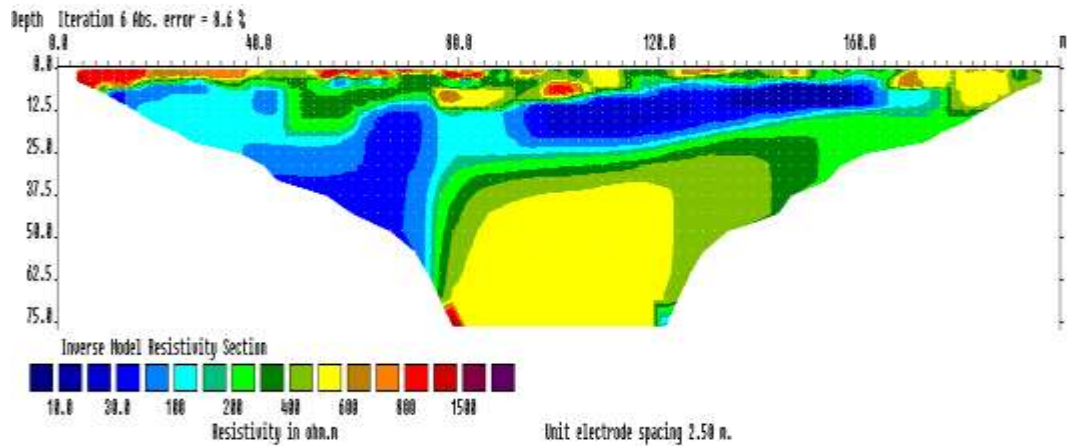 Depth Iteration 6 Abs. error = 8.6 %
0.0 40.0 80.0 120.0 160.0 m
0.0
12.5
25.0
37.5
50.0
62.5
75.0
Inverse Model Resistivity Section
10.0 30.0 100 200 400 600 800 1500
Resistivity in ohm.m Unit electrode spacing 2.50 m.